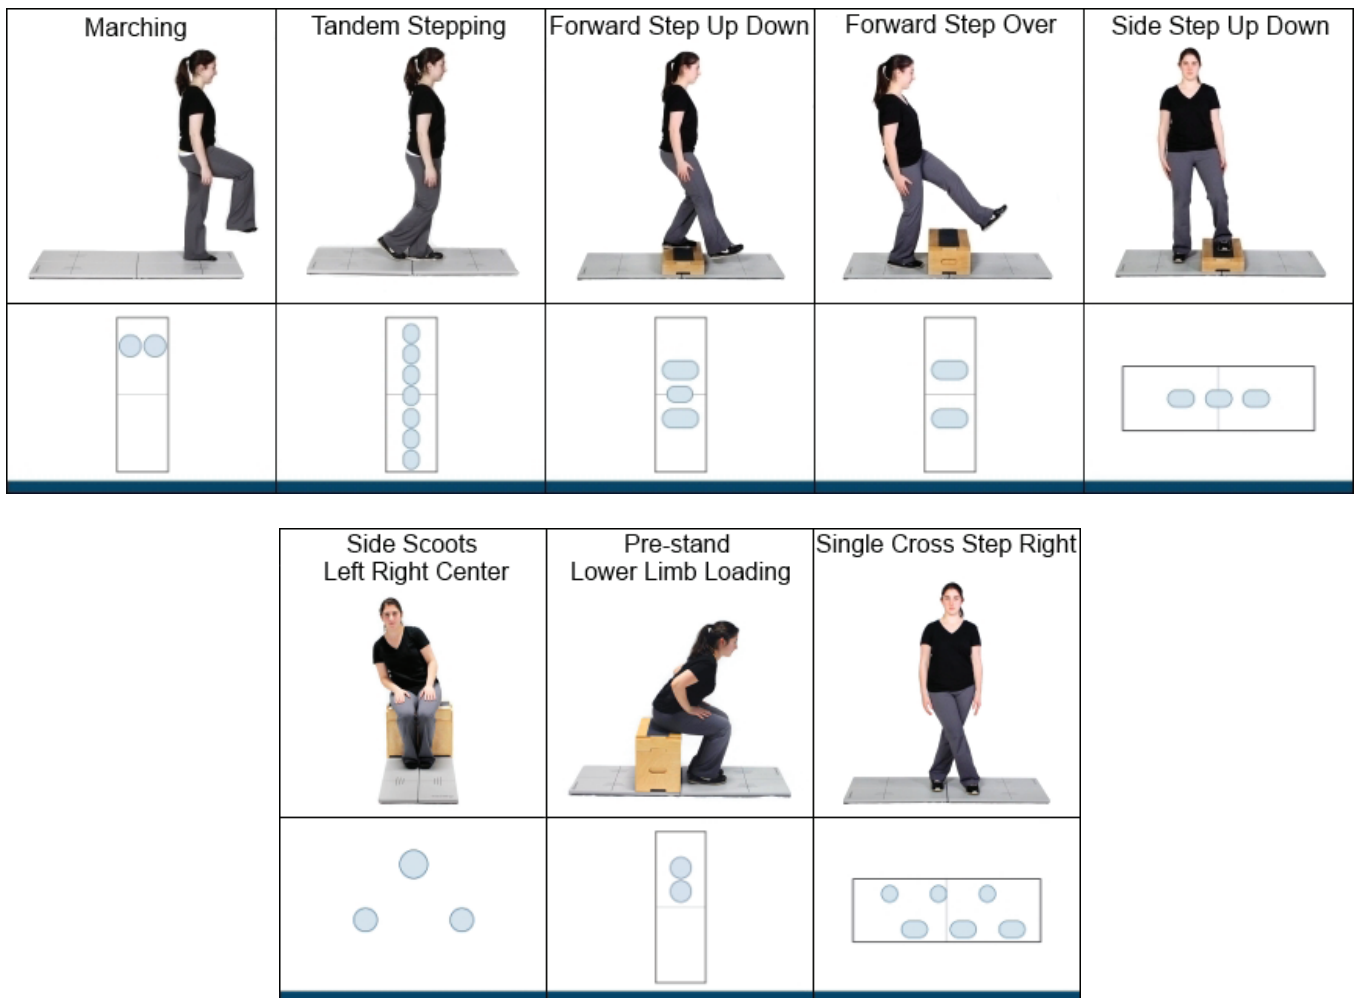 Marching
Tandem Stepping
Forward Step Up Down
Forward Step Over
Side Step Up Down
Side Scoots
Left Right Center
Pre-stand
Lower Limb Loading
Single Cross Step Right